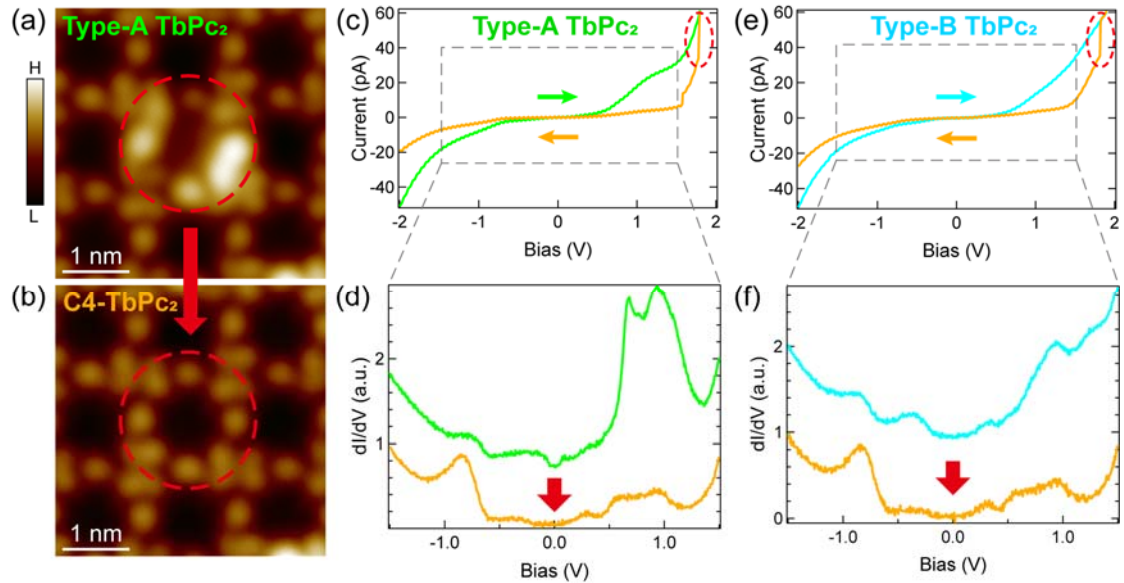 (a)
Type-A TbPc₂
H
L
1 nm
(b)
C4-TbPc₂
1 nm
(c)
Type-A TbPc₂
Current (pA)
60
40
20
0
-20
-40
-2
-1
0
1
2
Bias (V)
(d)
dI/dV (a.u.)
2
1
-1.0
0.0
1.0
Bias (V)
(e)
Type-B TbPc₂
Current (pA)
60
40
20
0
-20
-40
-2
-1
0
1
2
Bias (V)
(f)
dI/dV (a.u.)
2
1
0
-1.0
0.0
1.0
Bias (V)